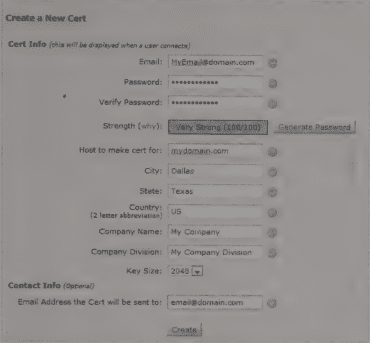 Create a New Cert
Cert Info (this will be displayed when a user connects)
Email: MyEmail@domain.com
Password: ************
Verify Password: ************
Strength (why): Very Strong (100/100) Generate Password
Host to make cert for: mydomain.com
City: Dallas
State: Texas
Country: US
(2 letter abbreviation)
Company Name: My Company
Company Division: My Company Division
Key Size: 2048
Contact Info (Optional)
Email Address the Cert will be sent to: email@domain.com
Create